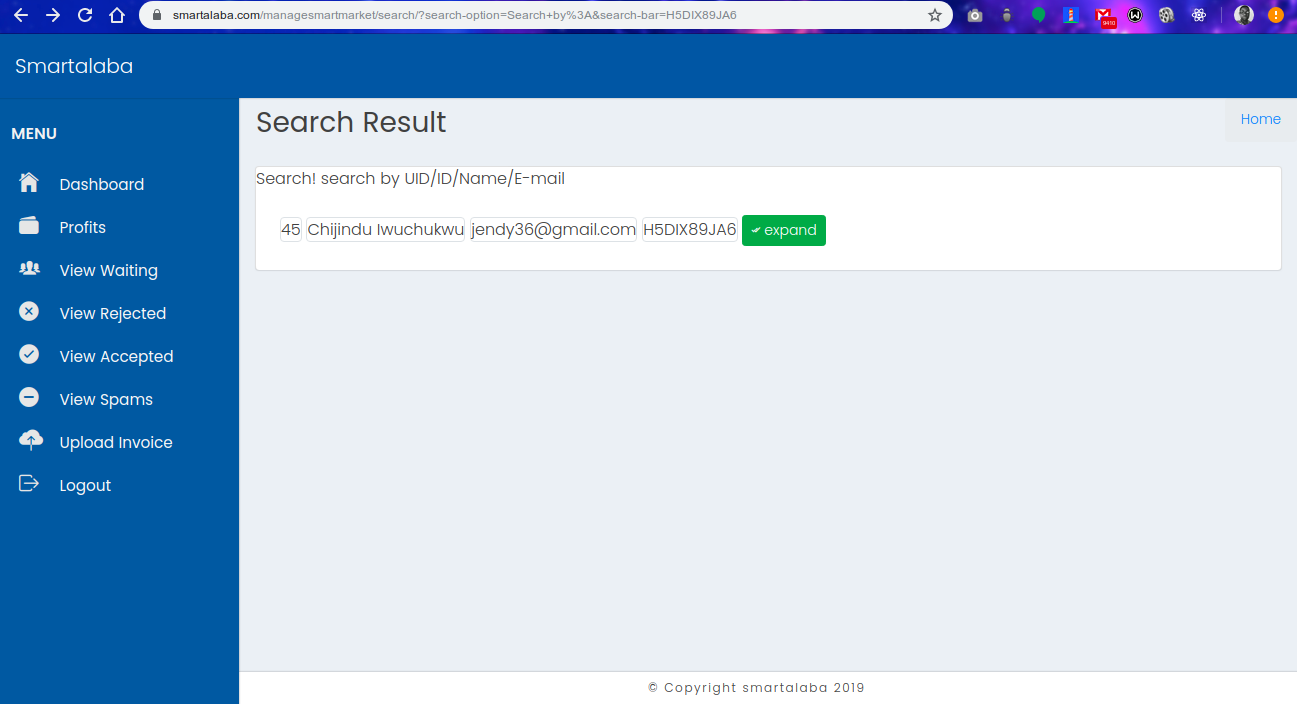 smartalaba.com/managesmartmarket/search/?search-option=Search+by%3A&search-bar=H5DIX89JA6
9410
Smartalaba
MENU
Dashboard
Profits
View Waiting
View Rejected
View Accepted
View Spams
Upload Invoice
Logout
Search Result
Home
Search! search by UID/ID/Name/E-mail
45 Chijindu Iwuchukwu jendy36@gmail.com H5DIX89JA6 expand
© Copyright smartalaba 2019